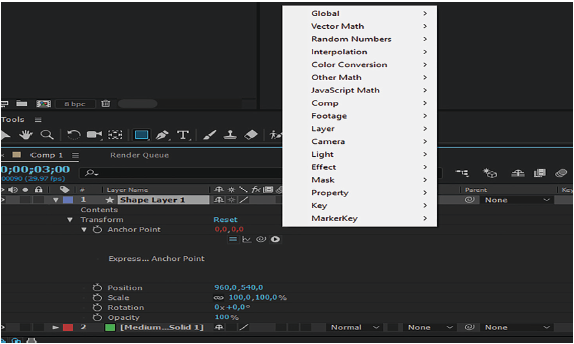 Global
Vector Math
Random Numbers
Interpolation
Color Conversion
Other Math
JavaScript Math
Comp
Footage
Layer
Camera
Light
Effect
Mask
Property
Key
MarkerKey
8 bpc
Tools
Comp 1
Render Queue
0;00;03;00
00090 (29.97 fps)
# Layer Name
Parent
1 Shape Layer 1
None
Contents
Transform Reset
Anchor Point 0,0,0,0
Express... Anchor Point
Position 960,0,540,0
Scale 100,0,100,0%
Rotation 0x+0,0°
Opacity 100%
2 [Medium...Solid 1] Normal None None